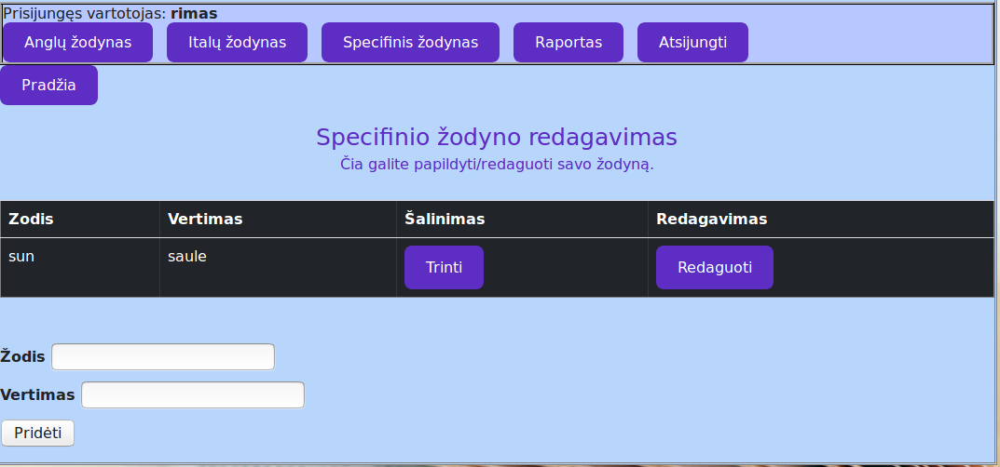 Prisijungęs vartotojas: rimas
Anglų žodynas Italų žodynas Specifinis žodynas Raportas Atsijungti
Pradžia
Specifinio žodyno redagavimas
Čia galite papildyti/redaguoti savo žodyną.
Zodis Vertimas Šalinimas Redagavimas
sun saule Trinti Redaguoti
Žodis
Vertimas
Pridėti